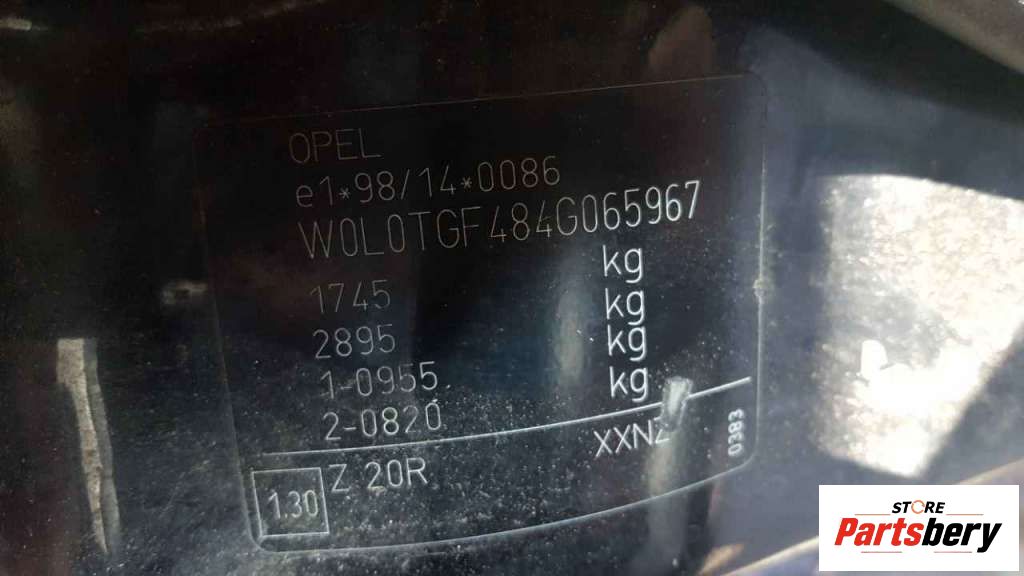 OPEL
e1*98/14*0086
W0L0TGF484G065967
1745 kg
2895 kg
1-0955 kg
2-0820 kg
1.30 Z 20R XXNZ 0383
STORE
Partsbery